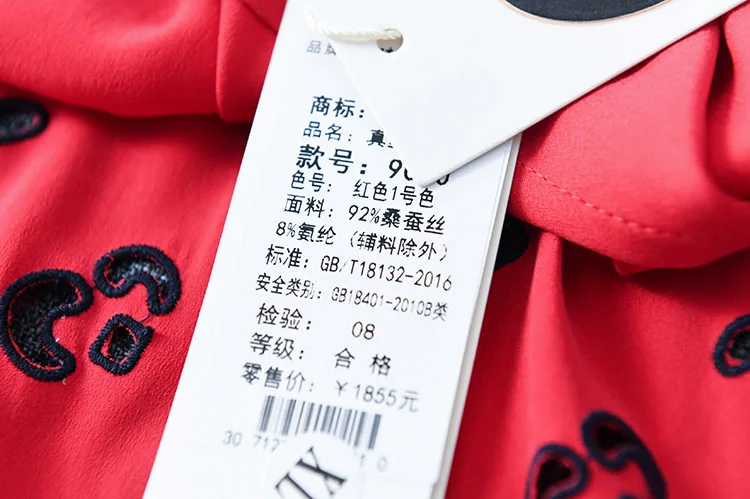 商标:
品名: 真
款号:
色号: 红色1号色
面料: 92%桑蚕丝
8%氨纶 (辅料除外)
标准: GB/T18132-2016
安全类别: GB18401-2010B类
检验: 08
等级: 合格
零售价: ¥1855元
XL